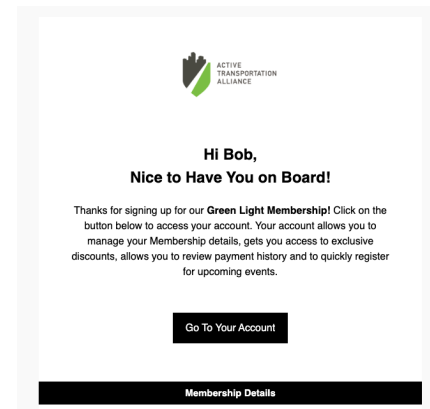 ACTIVE
TRANSPORTATION
ALLIANCE
Hi Bob,
Nice to Have You on Board!
Thanks for signing up for our Green Light Membership! Click on the
button below to access your account. Your account allows you to
manage your Membership details, gets you access to exclusive
discounts, allows you to review payment history and to quickly register
for upcoming events.
Go To Your Account
Membership Details